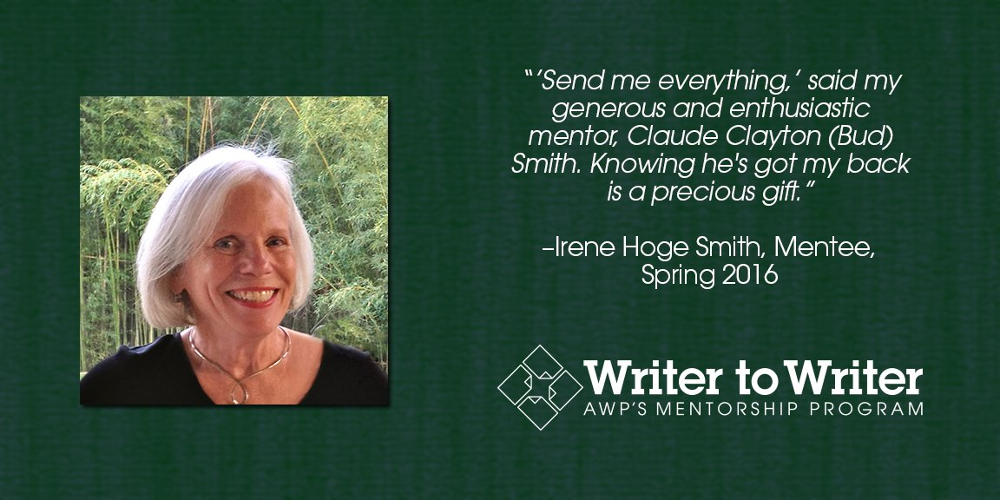 “ ’Send me everything,’ said my
generous and enthusiastic
mentor, Claude Clayton (Bud)
Smith. Knowing he's got my back
is a precious gift.”
–Irene Hoge Smith, Mentee,
Spring 2016
Writer to Writer
AWP’S MENTORSHIP PROGRAM